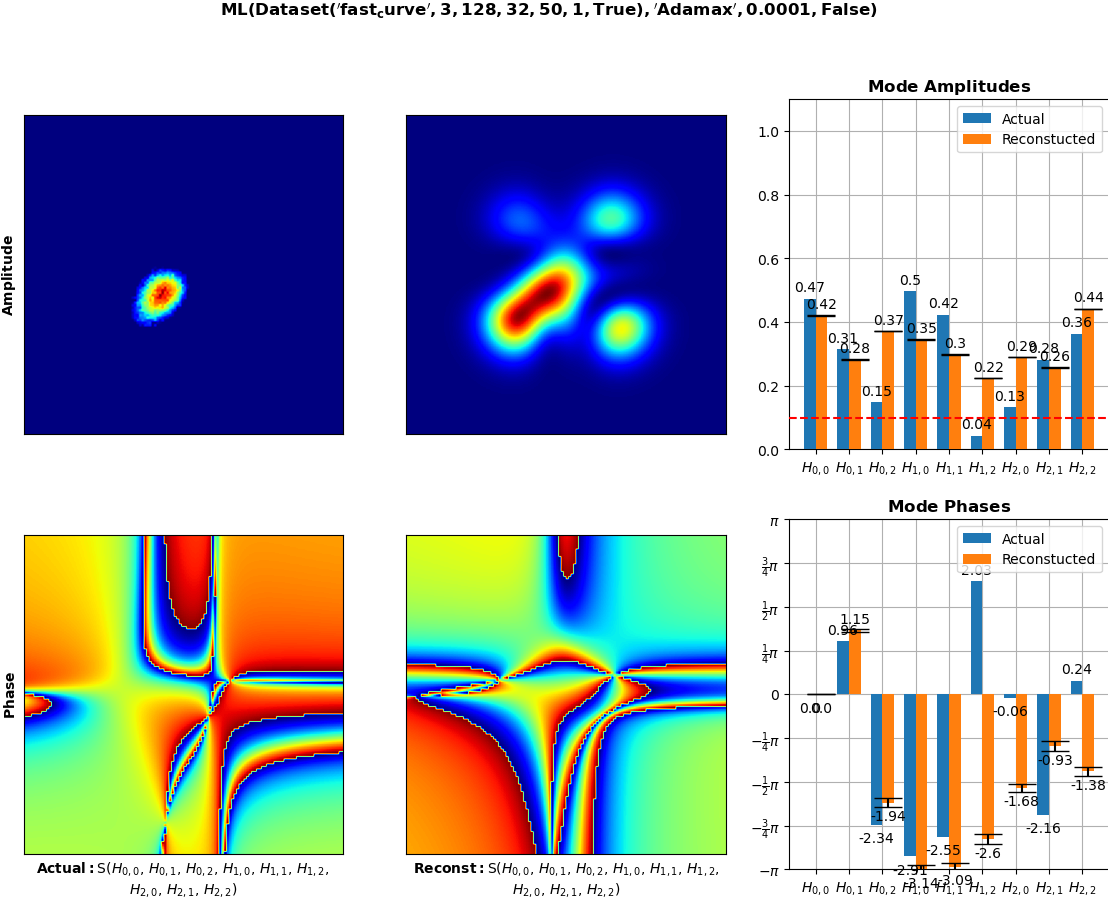 ML(Dataset(′fast_curve′, 3, 128, 32, 50, 1, True), ′Adamax′, 0.0001, False)
Amplitude
Mode Amplitudes
Actual
Reconstucted
1.0
0.8
0.6
0.4
0.2
0.0
0.47
0.42
0.31
0.28
0.15
0.37
0.5
0.35
0.42
0.3
0.04
0.22
0.13
0.29
0.28
0.26
0.36
0.44
H0,0 H0,1 H0,2 H1,0 H1,1 H1,2 H2,0 H2,1 H2,2
Phase
Mode Phases
Actual
Reconstucted
π
3/4π
1/2π
1/4π
0
−1/4π
−1/2π
−3/4π
−π
0.0
0.0
0.96
1.15
-2.34
-1.94
-2.91
-3.14
-2.55
-3.09
2.03
-2.6
-0.06
-1.68
-2.16
-0.93
0.24
-1.38
H0,0 H0,1 H0,2 H1,0 H1,1 H1,2 H2,0 H2,1 H2,2
Actual: S(H0,0, H0,1, H0,2, H1,0, H1,1, H1,2,
H2,0, H2,1, H2,2)
Reconst: S(H0,0, H0,1, H0,2, H1,0, H1,1, H1,2,
H2,0, H2,1, H2,2)